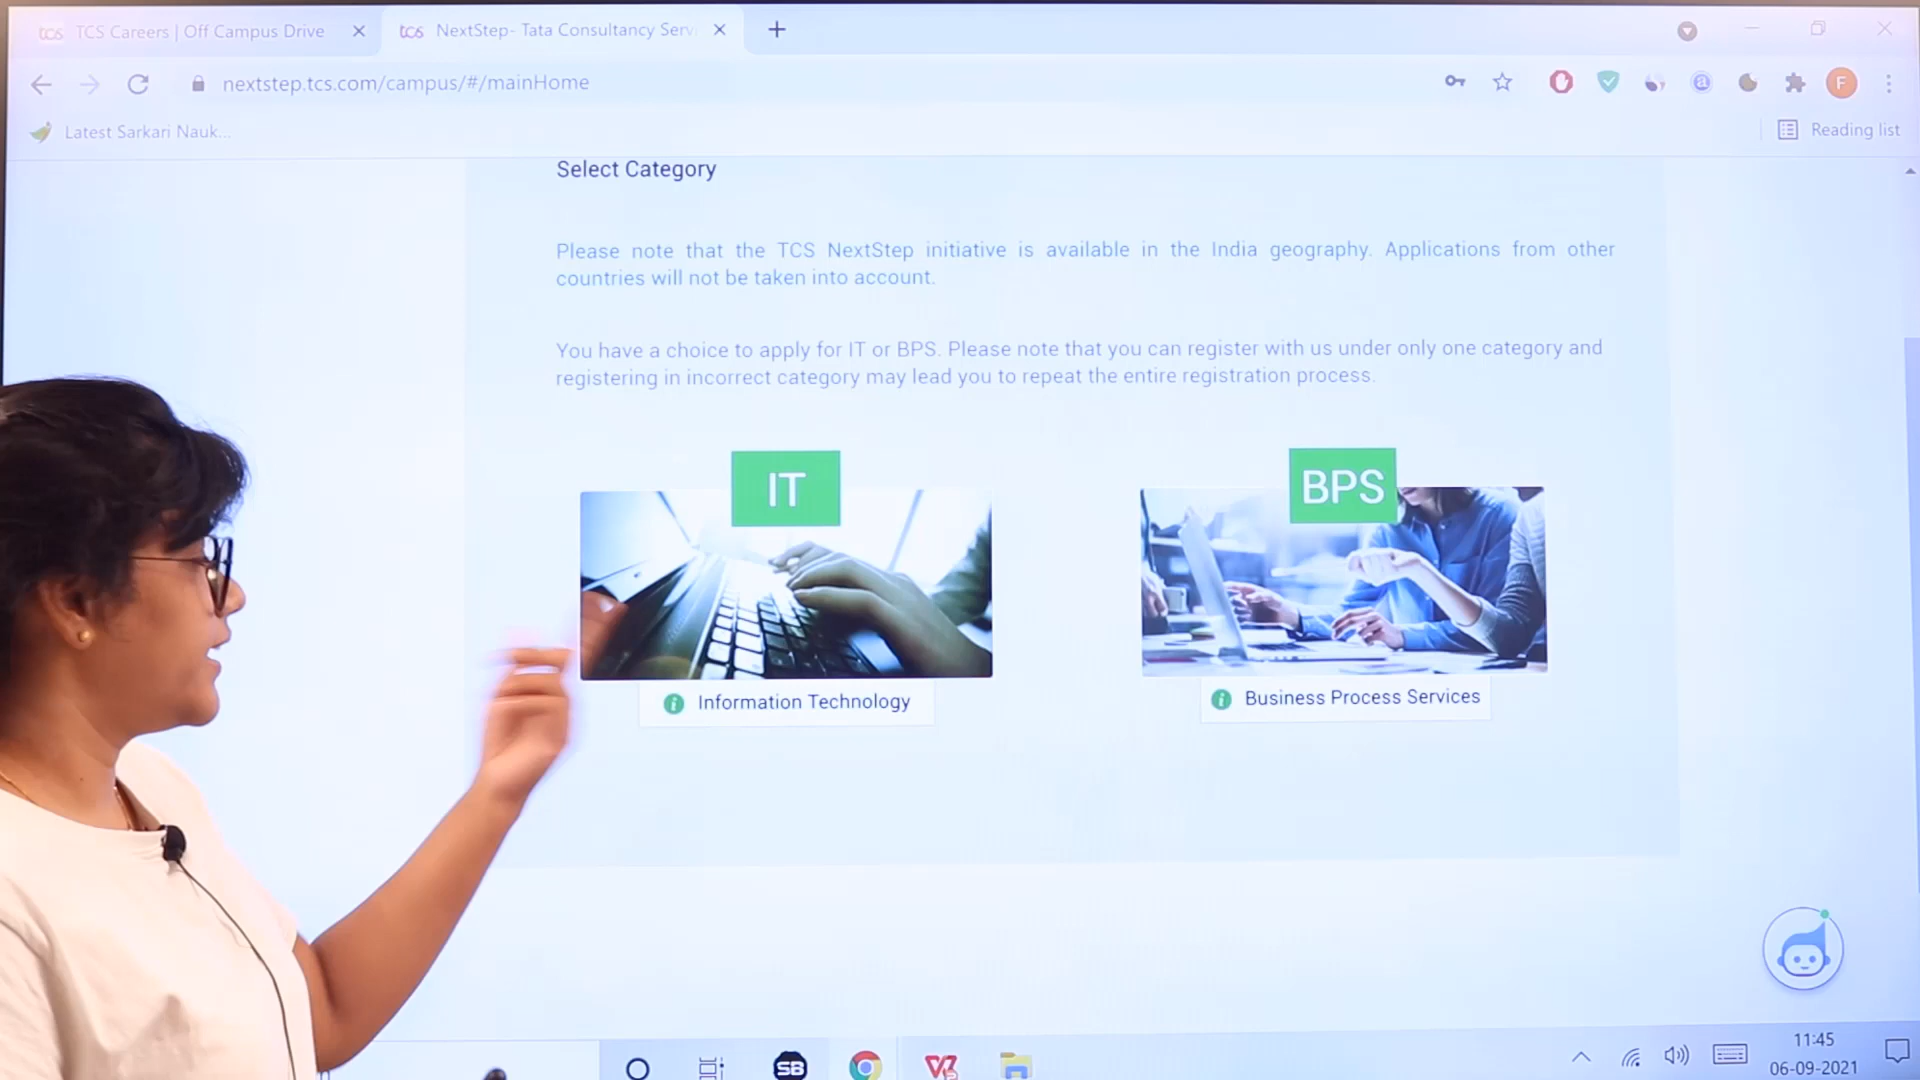 tcs TCS Careers | Off Campus Drive
tcs NextStep- Tata Consultancy Serv
nextstep.tcs.com/campus/#/mainHome
F
Latest Sarkari Nauk...
Reading list
Select Category
Please note that the TCS NextStep initiative is available in the India geography. Applications from other
countries will not be taken into account.
You have a choice to apply for IT or BPS. Please note that you can register with us under only one category and
registering in incorrect category may lead you to repeat the entire registration process.
IT
BPS
Information Technology
Business Process Services
SB
11:45
06-09-2021